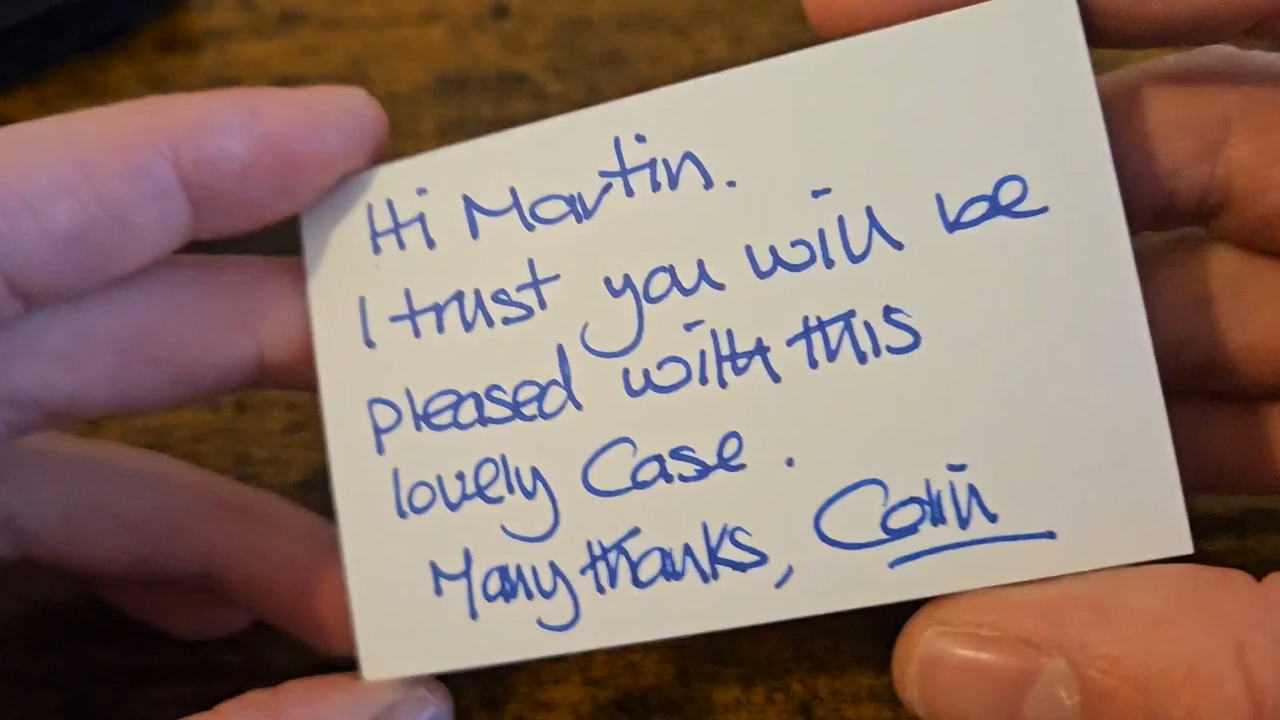 Hi Martin.
I trust you will be
pleased with this
lovely Case.
Many thanks, Colin